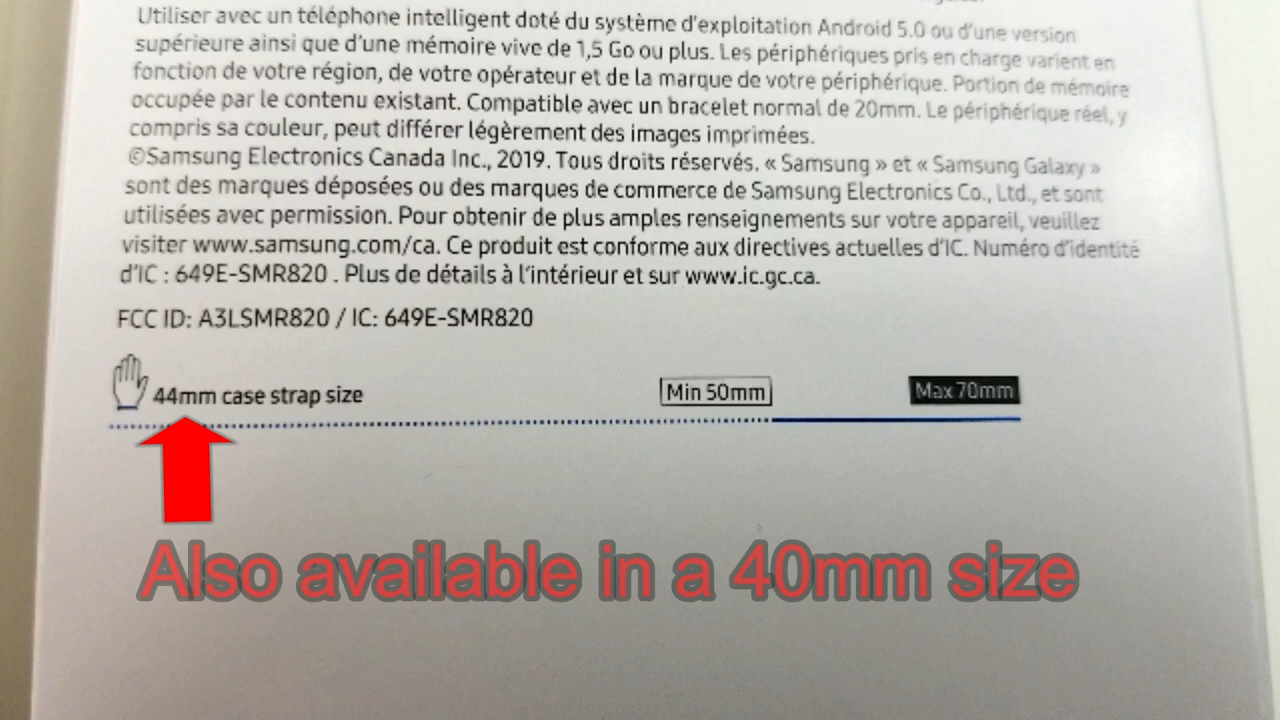 Utiliser avec un téléphone intelligent doté du système d'exploitation Android 5.0 ou d'une version
supérieure ainsi que d'une mémoire vive de 1,5 Go ou plus. Les périphériques pris en charge varient en
fonction de votre région, de votre opérateur et de la marque de votre périphérique. Portion de mémoire
occupée par le contenu existant. Compatible avec un bracelet normal de 20mm. Le périphérique réel, y
compris sa couleur, peut différer légèrement des images imprimées.
©Samsung Electronics Canada Inc., 2019. Tous droits réservés. « Samsung » et « Samsung Galaxy »
sont des marques déposées ou des marques de commerce de Samsung Electronics Co., Ltd., et sont
utilisées avec permission. Pour obtenir de plus amples renseignements sur votre appareil, veuillez
visiter www.samsung.com/ca. Ce produit est conforme aux directives actuelles d'IC. Numéro d'identité
d'IC : 649E-SMR820 . Plus de détails à l'intérieur et sur www.ic.gc.ca.
FCC ID: A3LSMR820 / IC: 649E-SMR820
44mm case strap size Min 50mm Max 70mm
Also available in a 40mm size